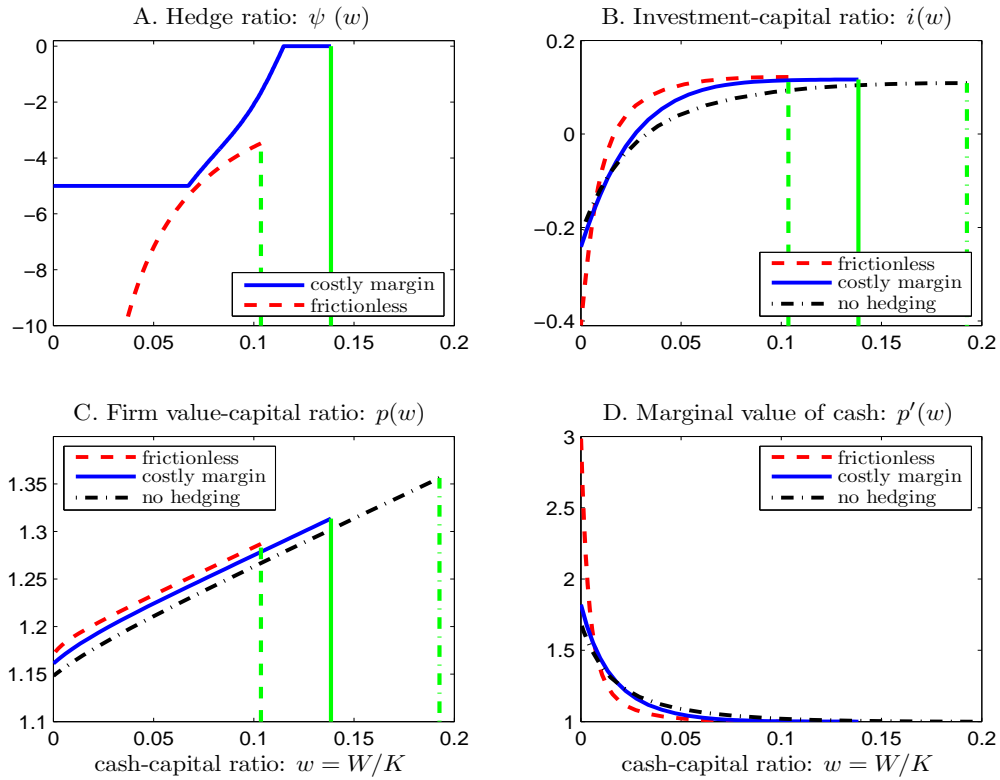 A. Hedge ratio: ψ (w)
0
−2
−4
−6
−8
−10
0
0.05
0.1
0.15
0.2
costly margin
frictionless
B. Investment-capital ratio: i(w)
0.2
0
−0.2
−0.4
0
0.05
0.1
0.15
0.2
frictionless
costly margin
no hedging
C. Firm value-capital ratio: p(w)
1.35
1.3
1.25
1.2
1.15
1.1
0
0.05
0.1
0.15
0.2
frictionless
costly margin
no hedging
cash-capital ratio: w = W/K
D. Marginal value of cash: p′(w)
3
2.5
2
1.5
1
0
0.05
0.1
0.15
0.2
frictionless
costly margin
no hedging
cash-capital ratio: w = W/K